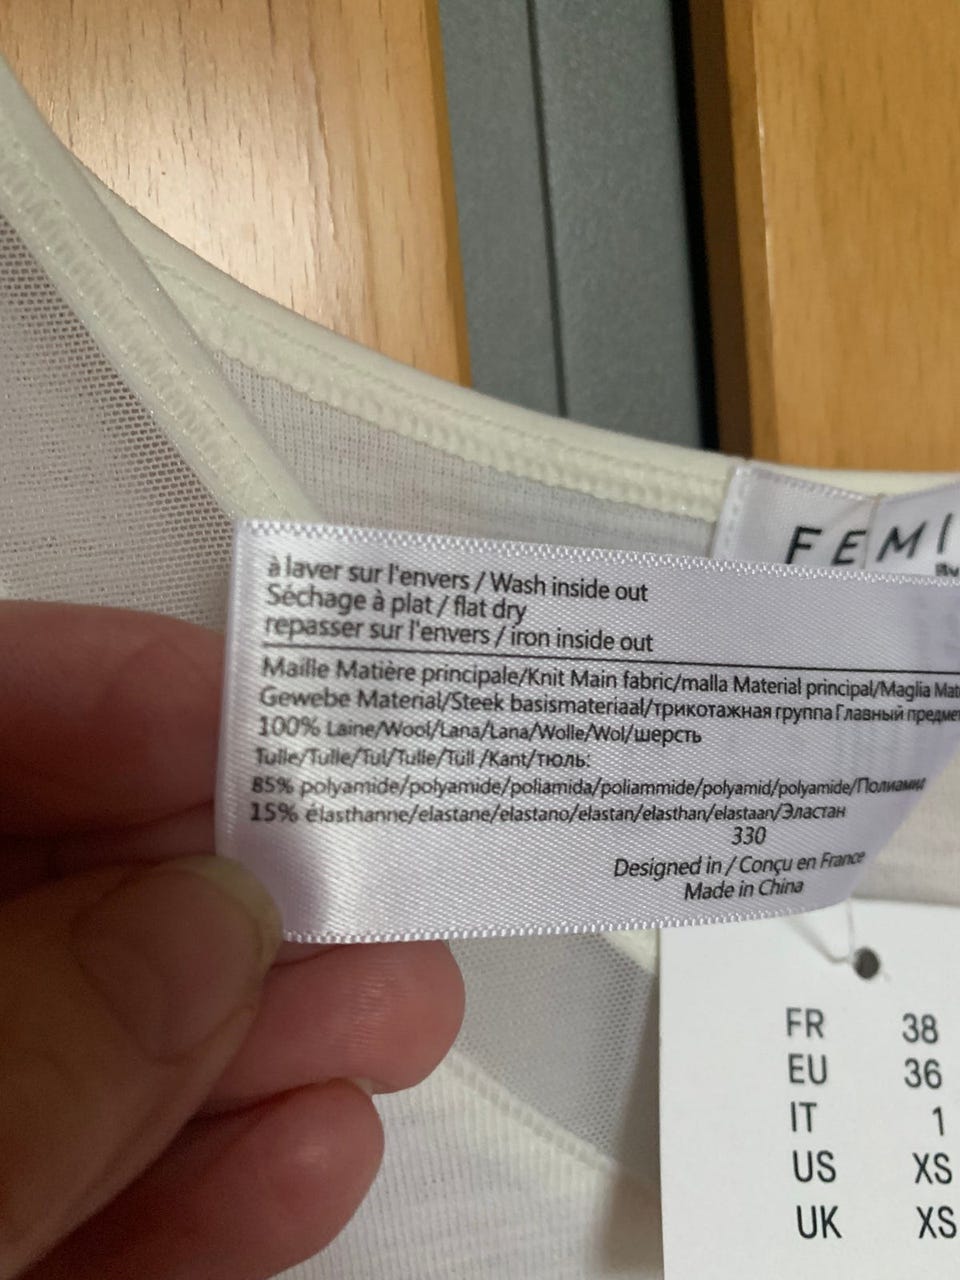 FEMI
By
à laver sur l'envers / Wash inside out
Séchage à plat / flat dry
repasser sur l'envers / iron inside out
Maille Matière principale/Knit Main fabric/malla Material principal/Maglia Mat
Gewebe Material/Steek basismateriaal/трикотажная группа Главный предмет
100% Laine/Wool/Lana/Lana/Wolle/Wol/шерсть
Tulle/Tulle/Tul/Tulle/Tüll /Kant/тюль:
85% polyamide/polyamide/poliamida/poliammide/polyamid/polyamide/Полиамид
15% élasthanne/elastane/elastano/elastan/elasthan/elastaan/Эластан
330
Designed in / Conçu en France
Made in China
FR 38
EU 36
IT 1
US XS
UK XS